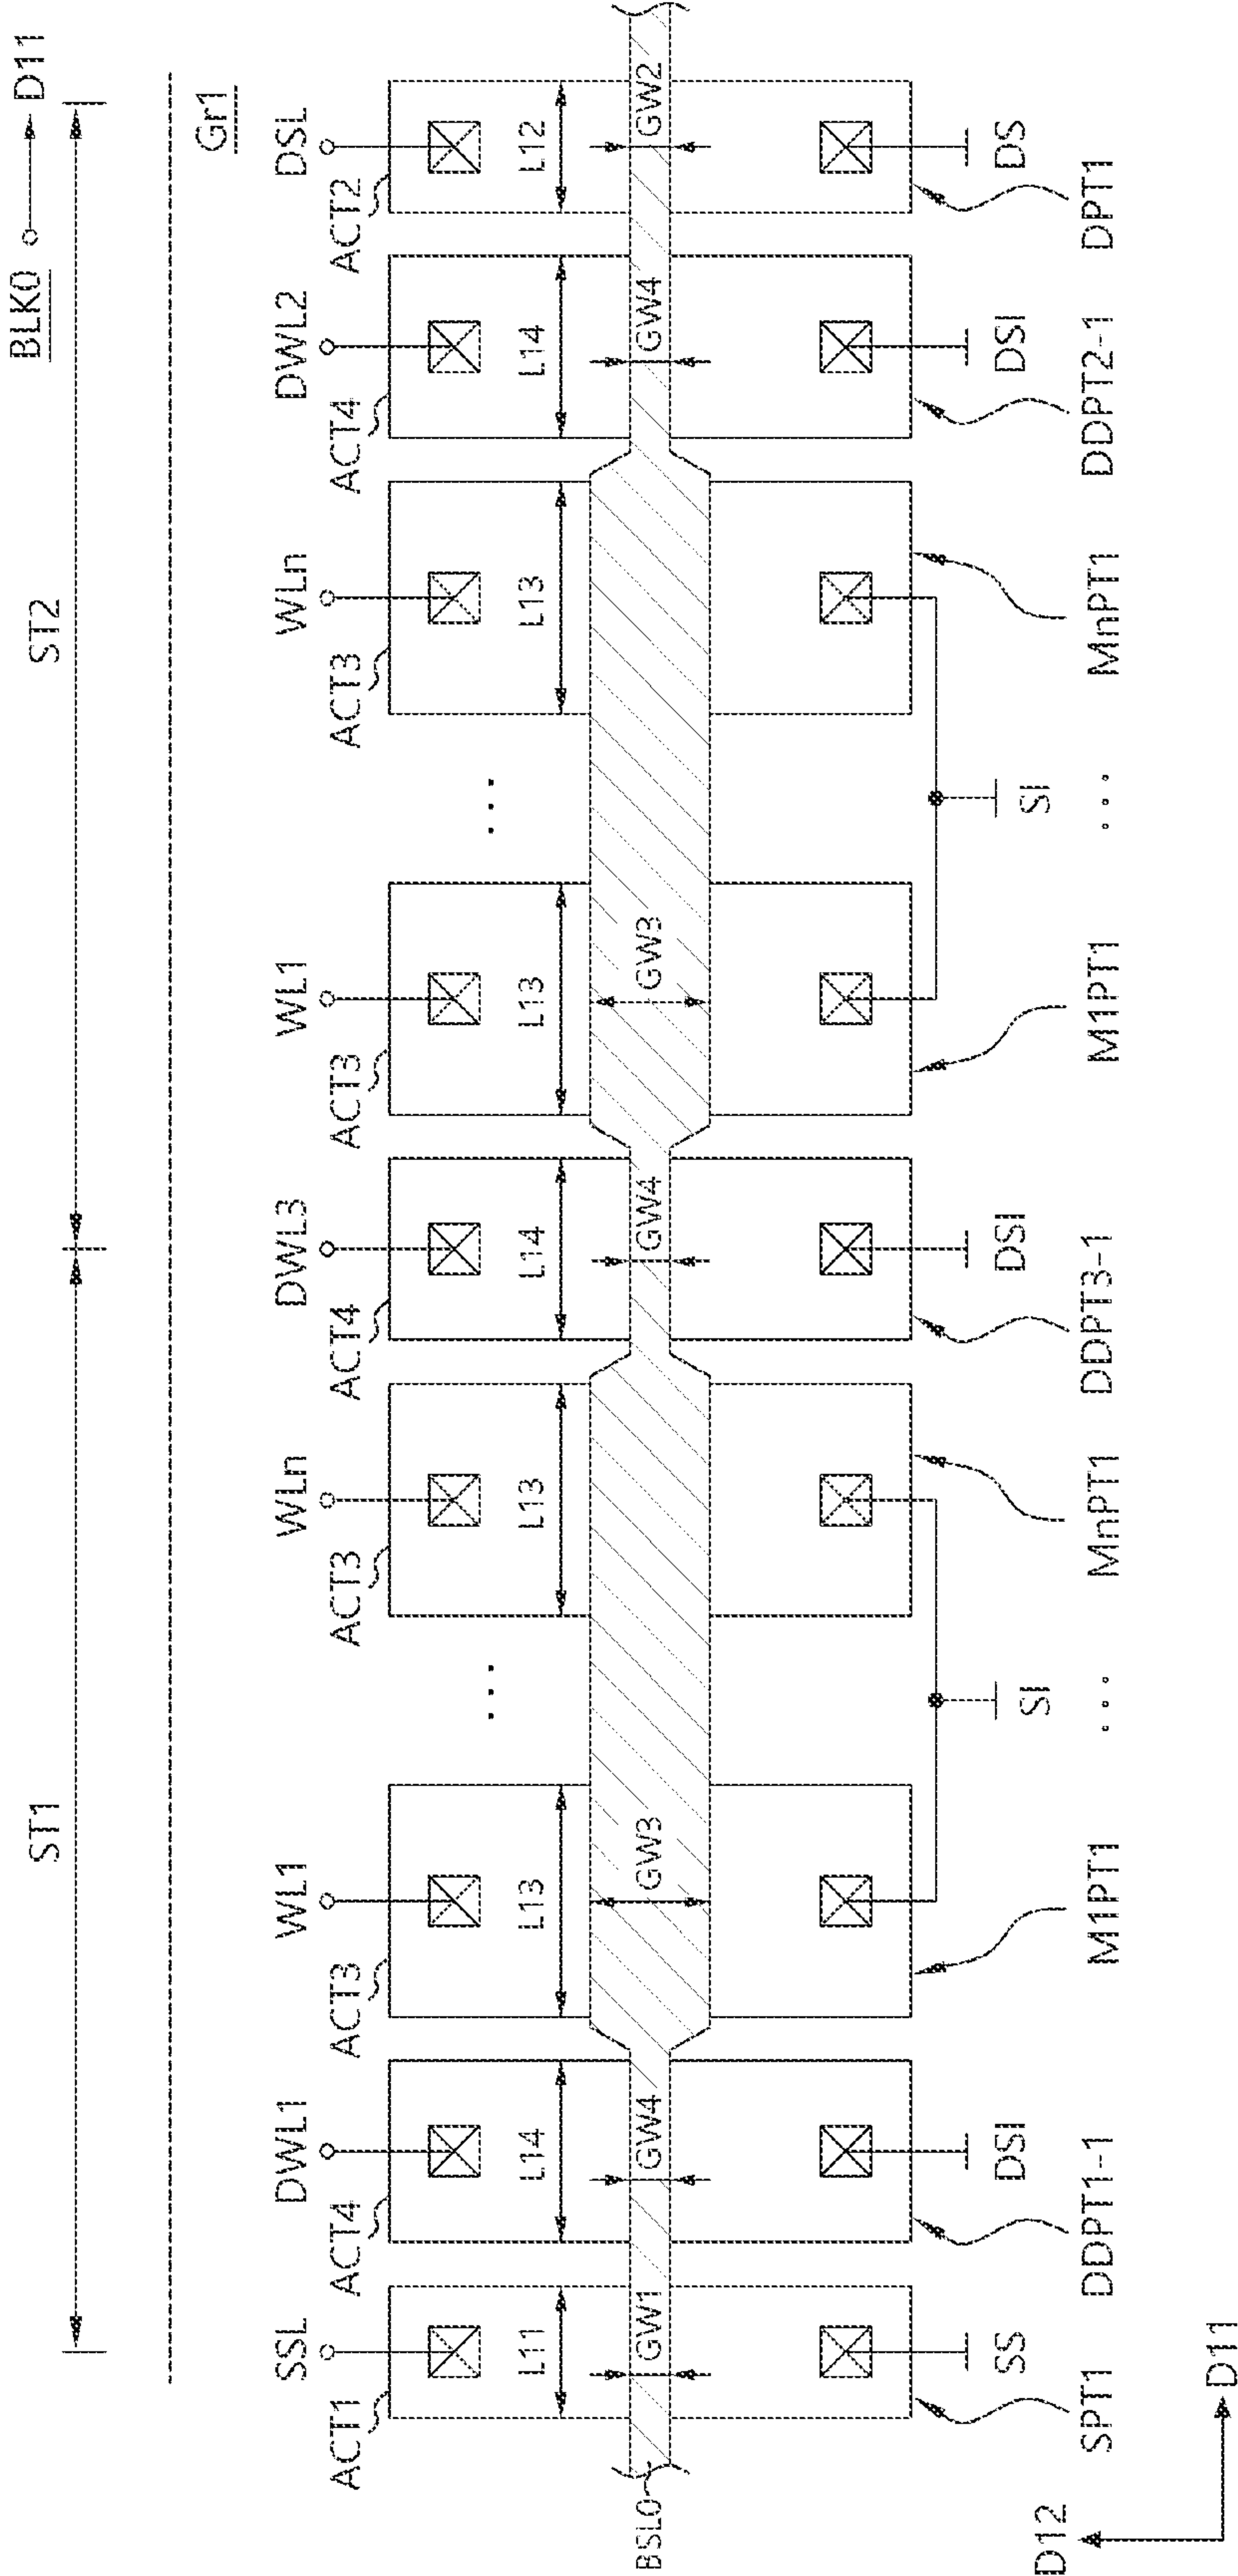 BLK0 D11
ST1 ST2
Gr1
SSL DWL1 WL1 WLn DWL3 WL1 WLn DWL2 DSL
ACT1 ACT4 ACT3 ACT3 ACT4 ACT3 ACT3 ACT4 ACT2
... ...
L11 L14 L13 L13 L14 L13 L13 L14 L12
BSL0 GW1 GW4 GW3 GW4 GW3 GW4 GW2
SS DSI SI DSI SI DSI DS
SPT1 DDPT1-1 M1PT1 ... MnPT1 DDPT3-1 M1PT1 ... MnPT1 DDPT2-1 DPT1
D12
D11